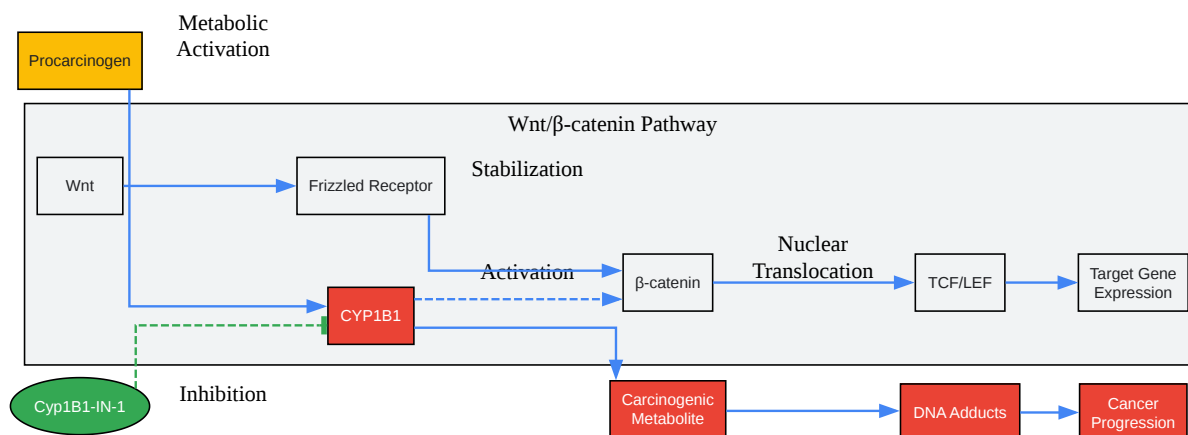 Metabolic
Activation
Procarcinogen
Wnt/β-catenin Pathway
Wnt
Frizzled Receptor
Stabilization
Activation
β-catenin
Nuclear
Translocation
TCF/LEF
Target Gene
Expression
CYP1B1
Cyp1B1-IN-1
Inhibition
Carcinogenic
Metabolite
DNA Adducts
Cancer
Progression